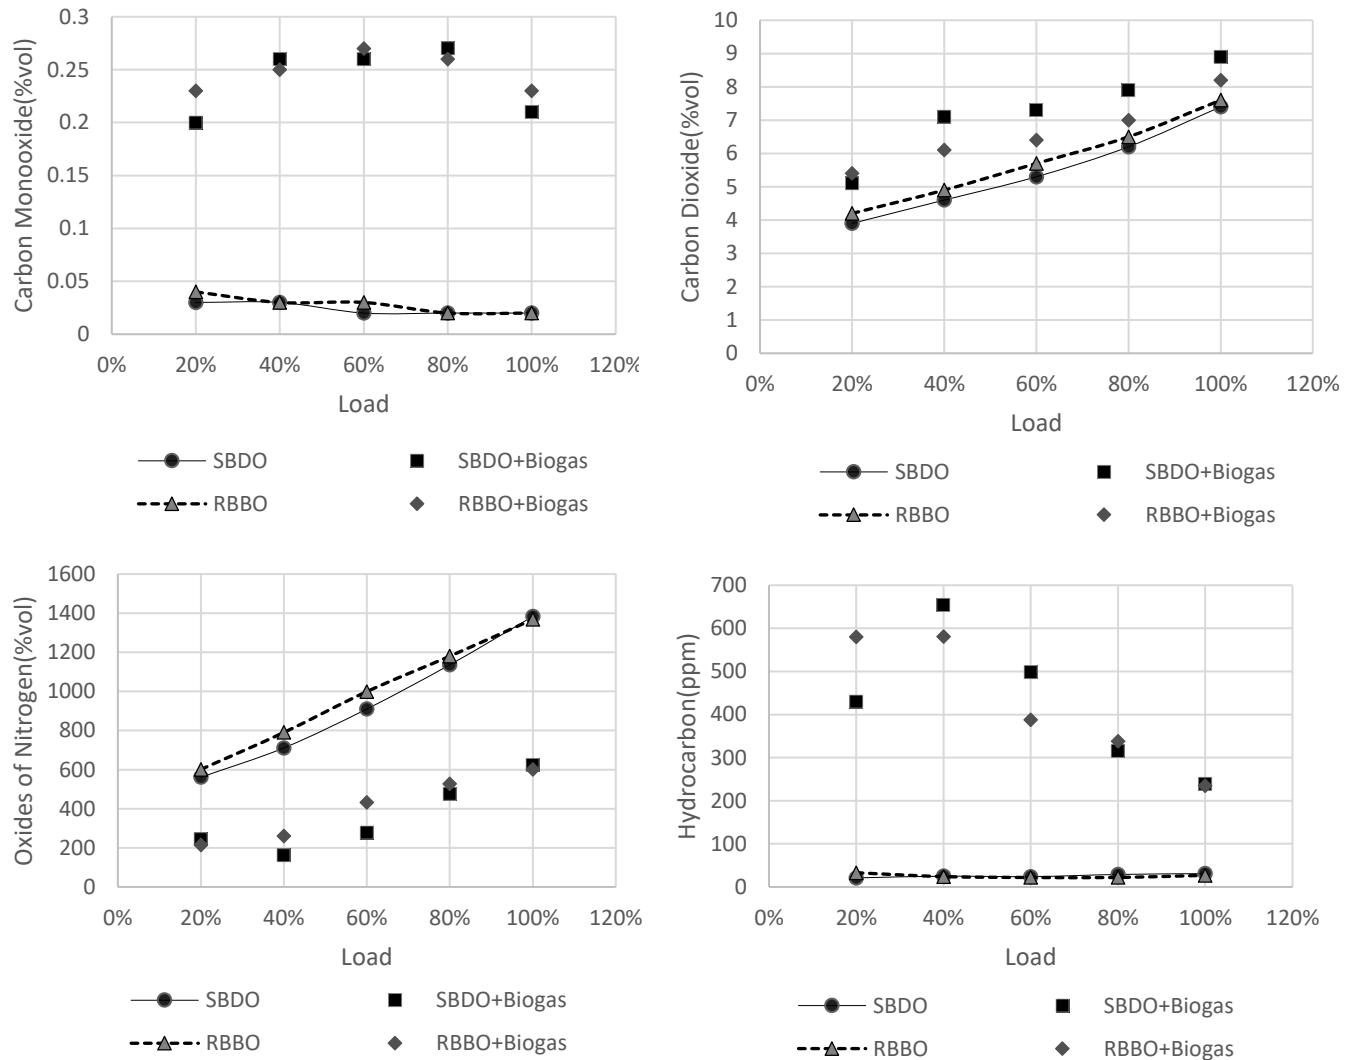 Carbon Monooxide(%vol)
0.3
0.25
0.2
0.15
0.1
0.05
0
0% 20% 40% 60% 80% 100% 120%
Load
SBDO SBDO+Biogas
RBBO RBBO+Biogas
Carbon Dioxide(%vol)
10
9
8
7
6
5
4
3
2
1
0
0% 20% 40% 60% 80% 100% 120%
Load
SBDO SBDO+Biogas
RBBO RBBO+Biogas
Oxides of Nitrogen(%vol)
1600
1400
1200
1000
800
600
400
200
0
0% 20% 40% 60% 80% 100% 120%
Load
SBDO SBDO+Biogas
RBBO RBBO+Biogas
Hydrocarbon(ppm)
700
600
500
400
300
200
100
0
0% 20% 40% 60% 80% 100% 120%
Load
SBDO SBDO+Biogas
RBBO RBBO+Biogas